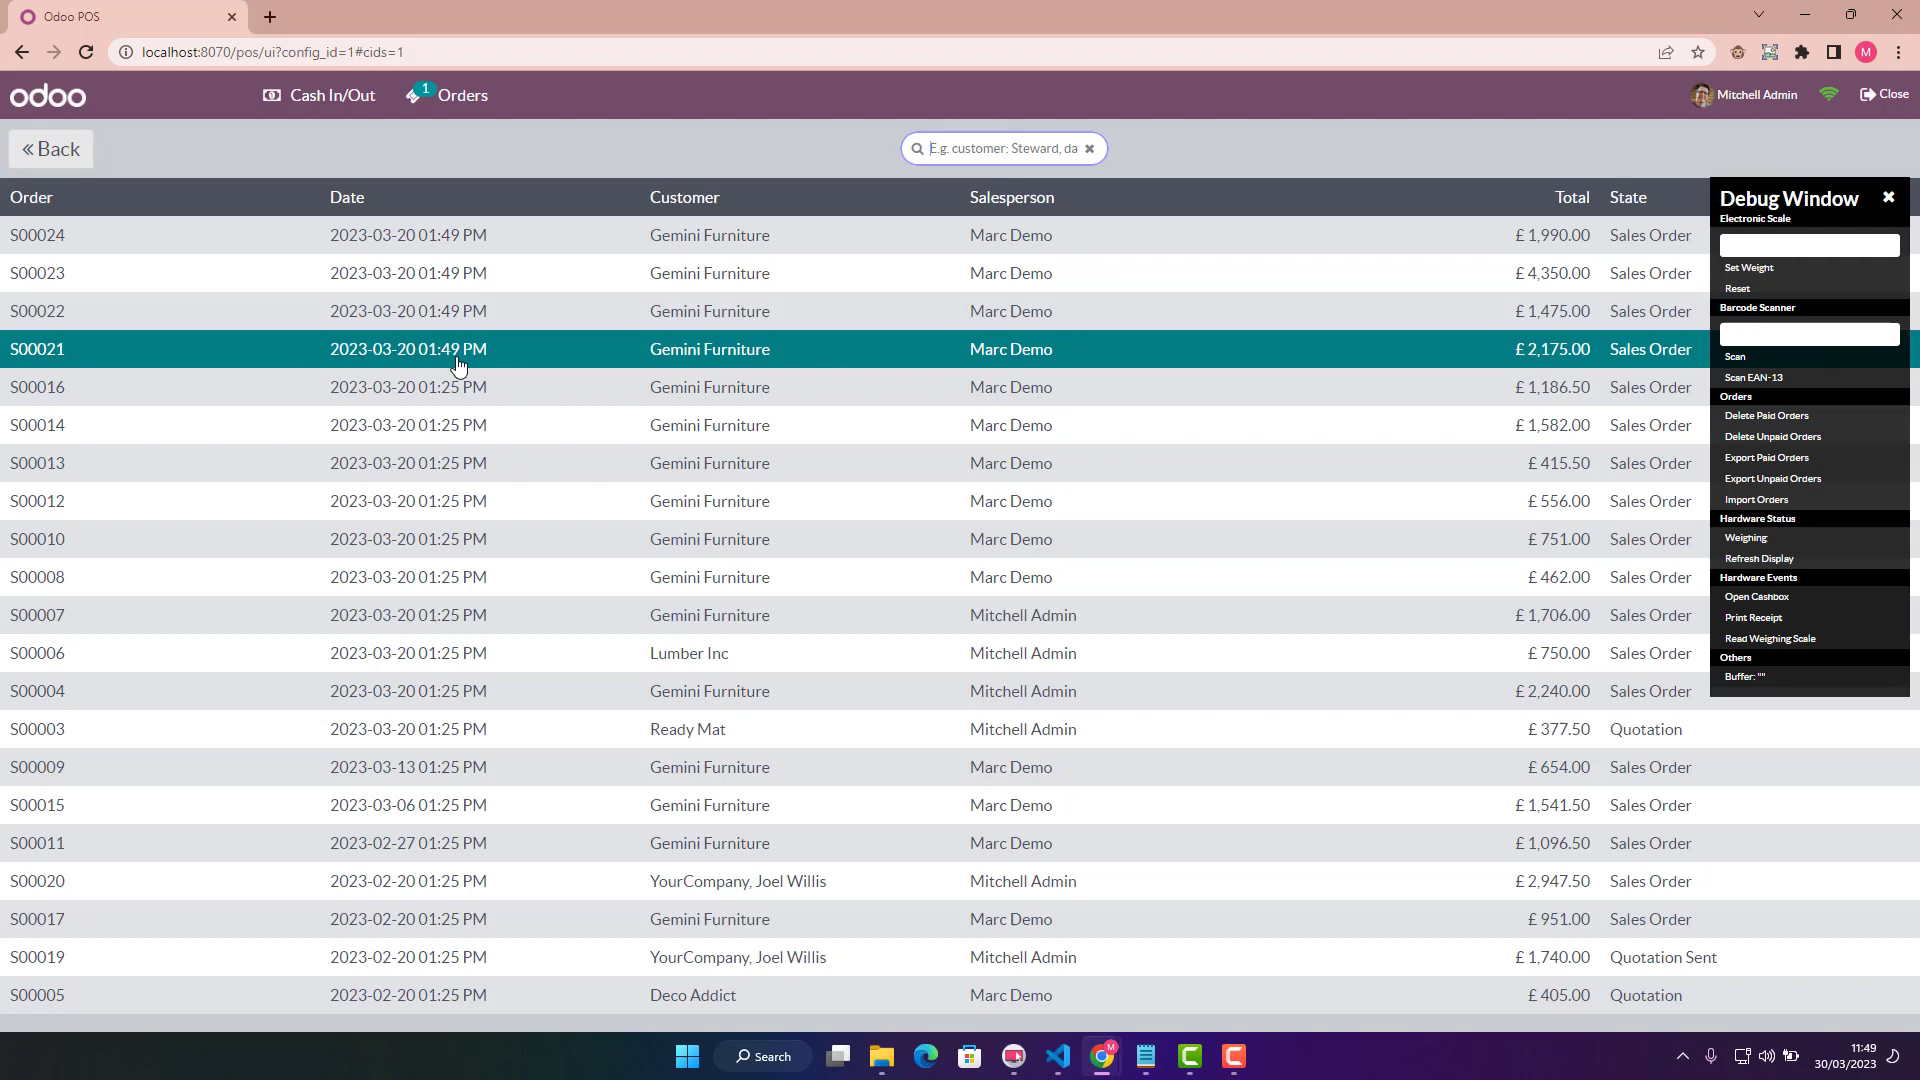 Odoo POS
localhost:8070/pos/ui?config_id=1#cids=1
M
odoo
Cash In/Out
1
Orders
Mitchell Admin
Close
« Back
E.g. customer: Steward, da
Order Date Customer Salesperson Total State
S00024 2023-03-20 01:49 PM Gemini Furniture Marc Demo £ 1,990.00 Sales Order
S00023 2023-03-20 01:49 PM Gemini Furniture Marc Demo £ 4,350.00 Sales Order
S00022 2023-03-20 01:49 PM Gemini Furniture Marc Demo £ 1,475.00 Sales Order
S00021 2023-03-20 01:49 PM Gemini Furniture Marc Demo £ 2,175.00 Sales Order
S00016 2023-03-20 01:25 PM Gemini Furniture Marc Demo £ 1,186.50 Sales Order
S00014 2023-03-20 01:25 PM Gemini Furniture Marc Demo £ 1,582.00 Sales Order
S00013 2023-03-20 01:25 PM Gemini Furniture Marc Demo £ 415.50 Sales Order
S00012 2023-03-20 01:25 PM Gemini Furniture Marc Demo £ 556.00 Sales Order
S00010 2023-03-20 01:25 PM Gemini Furniture Marc Demo £ 751.00 Sales Order
S00008 2023-03-20 01:25 PM Gemini Furniture Marc Demo £ 462.00 Sales Order
S00007 2023-03-20 01:25 PM Gemini Furniture Mitchell Admin £ 1,706.00 Sales Order
S00006 2023-03-20 01:25 PM Lumber Inc Mitchell Admin £ 750.00 Sales Order
S00004 2023-03-20 01:25 PM Gemini Furniture Mitchell Admin £ 2,240.00 Sales Order
S00003 2023-03-20 01:25 PM Ready Mat Mitchell Admin £ 377.50 Quotation
S00009 2023-03-13 01:25 PM Gemini Furniture Marc Demo £ 654.00 Sales Order
S00015 2023-03-06 01:25 PM Gemini Furniture Marc Demo £ 1,541.50 Sales Order
S00011 2023-02-27 01:25 PM Gemini Furniture Marc Demo £ 1,096.50 Sales Order
S00020 2023-02-20 01:25 PM YourCompany, Joel Willis Mitchell Admin £ 2,947.50 Sales Order
S00017 2023-02-20 01:25 PM Gemini Furniture Marc Demo £ 951.00 Sales Order
S00019 2023-02-20 01:25 PM YourCompany, Joel Willis Mitchell Admin £ 1,740.00 Quotation Sent
S00005 2023-02-20 01:25 PM Deco Addict Marc Demo £ 405.00 Quotation
Debug Window
Electronic Scale
Set Weight
Reset
Barcode Scanner
Scan
Scan EAN-13
Orders
Delete Paid Orders
Delete Unpaid Orders
Export Paid Orders
Export Unpaid Orders
Import Orders
Hardware Status
Weighing
Refresh Display
Hardware Events
Open Cashbox
Print Receipt
Read Weighing Scale
Others
Buffer: ""
Search
M
11:49
30/03/2023